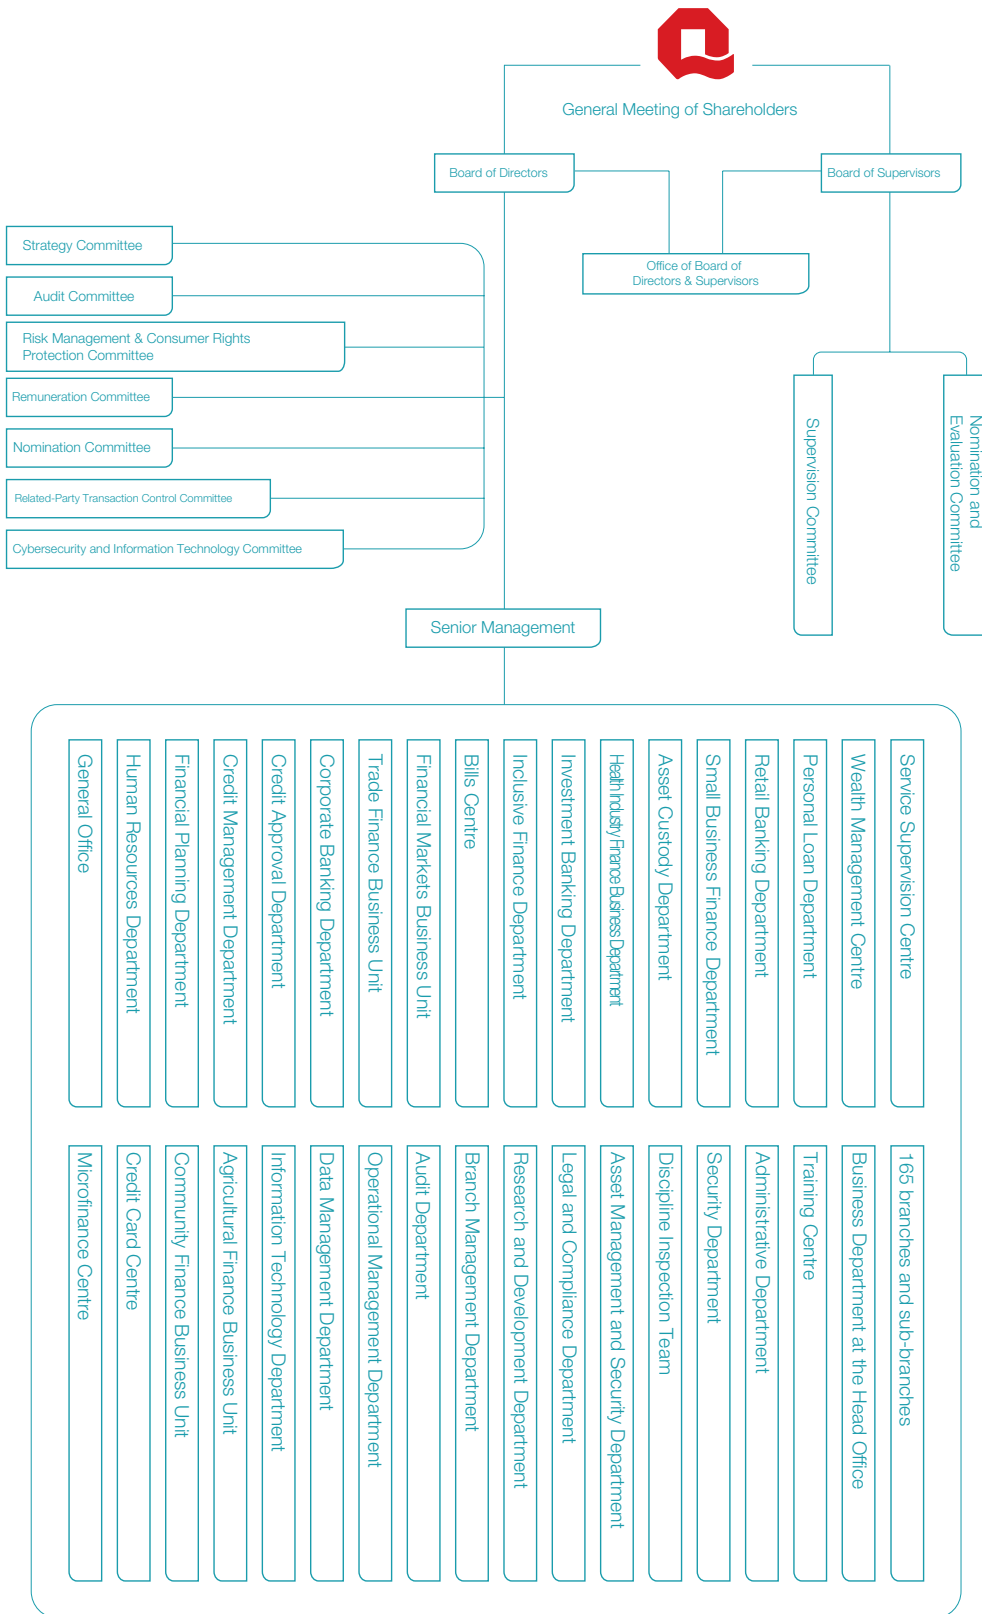 General Meeting of Shareholders
Board of Directors
Board of Supervisors
Office of Board of
Directors & Supervisors
Strategy Committee
Audit Committee
Risk Management & Consumer Rights
Protection Committee
Remuneration Committee
Nomination Committee
Related-Party Transaction Control Committee
Cybersecurity and Information Technology Committee
Supervision Committee
Nomination and
Evaluation Committee
Senior Management
General Office
Human Resources Department
Financial Planning Department
Credit Management Department
Credit Approval Department
Corporate Banking Department
Trade Finance Business Unit
Financial Markets Business Unit
Bills Centre
Inclusive Finance Department
Investment Banking Department
Health Industry Finance Business Department
Asset Custody Department
Small Business Finance Department
Retail Banking Department
Personal Loan Department
Wealth Management Centre
Service Supervision Centre
Microfinance Centre
Credit Card Centre
Community Finance Business Unit
Agricultural Finance Business Unit
Information Technology Department
Data Management Department
Operational Management Department
Audit Department
Branch Management Department
Research and Development Department
Legal and Compliance Department
Asset Management and Security Department
Discipline Inspection Team
Security Department
Administrative Department
Training Centre
Business Department at the Head Office
165 branches and sub-branches